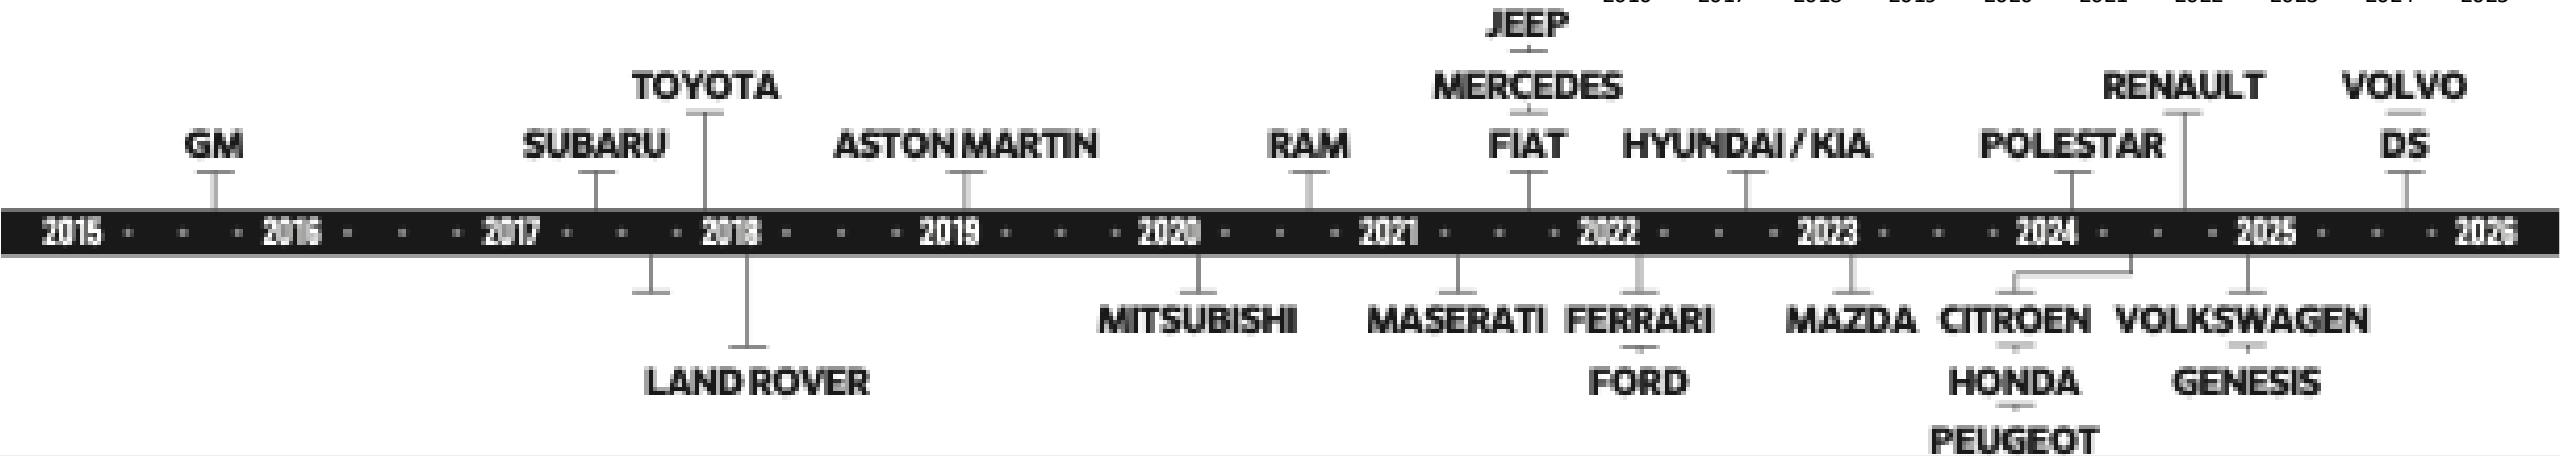 JEEP
TOYOTA MERCEDES RENAULT VOLVO
GM SUBARU ASTON MARTIN RAM FIAT HYUNDAI / KIA POLESTAR DS
2015 2016 2017 2018 2019 2020 2021 2022 2023 2024 2025 2026
MITSUBISHI MASERATI FERRARI MAZDA CITROEN VOLKSWAGEN
LAND ROVER FORD HONDA GENESIS
PEUGEOT